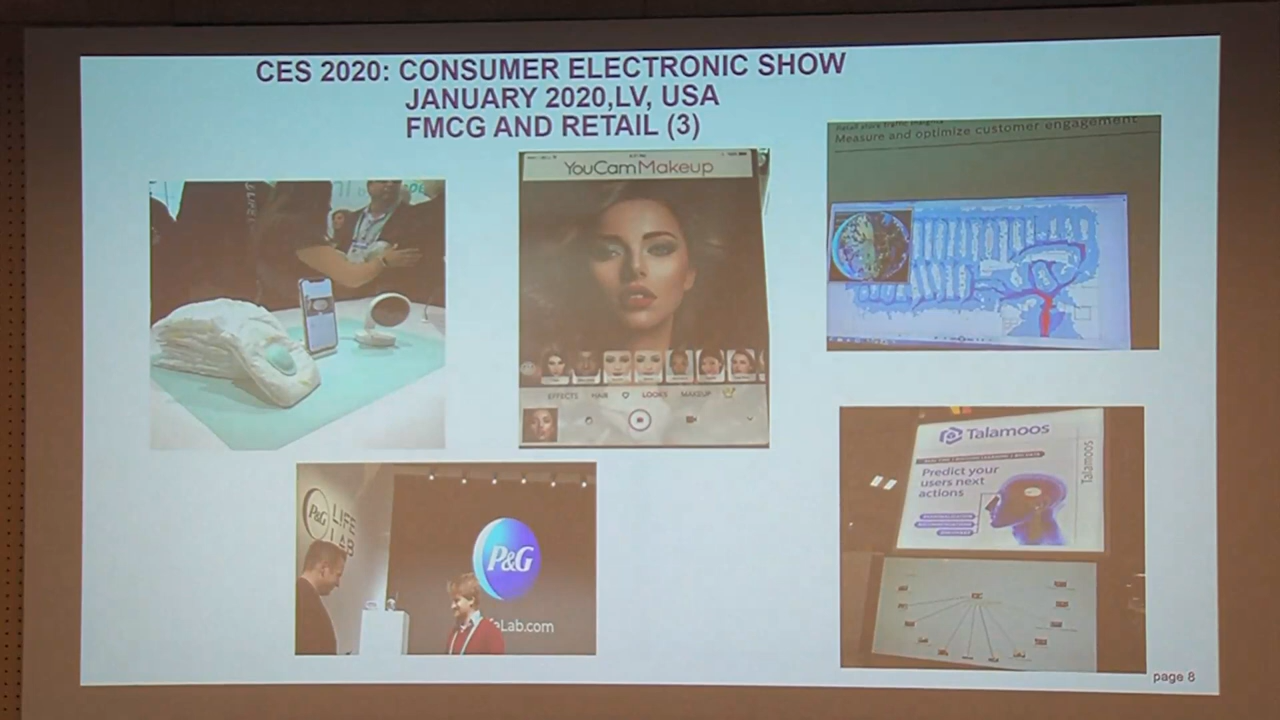 CES 2020: CONSUMER ELECTRONIC SHOW
JANUARY 2020,LV, USA
FMCG AND RETAIL (3)
YouCam Makeup
EFFECTS HAIR LOOKS MAKEUP
Measure and optimize customer engagement
P&G
LIFE
LAB
P&G
eLab.com
Talamoos
Talamoos
Predict your
users next
actions
page 8